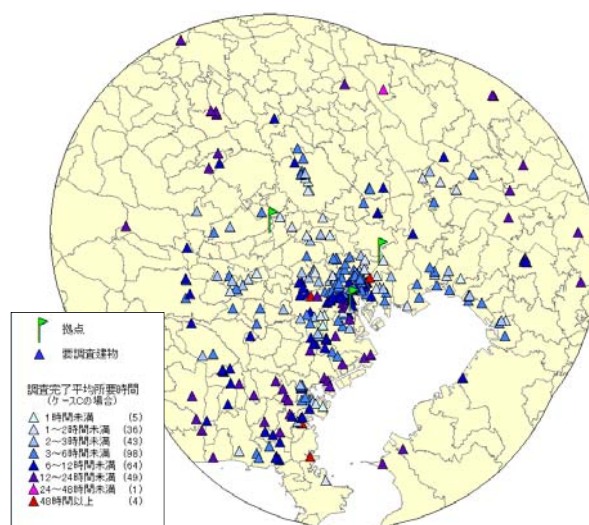 拠点
要調査建物
調査完了平均所要時間
(ケースCの場合)
1時間未満 (5)
1~2時間未満 (36)
2~3時間未満 (43)
3~6時間未満 (98)
6~12時間未満 (64)
12~24時間未満 (49)
24~48時間未満 (1)
48時間以上 (4)